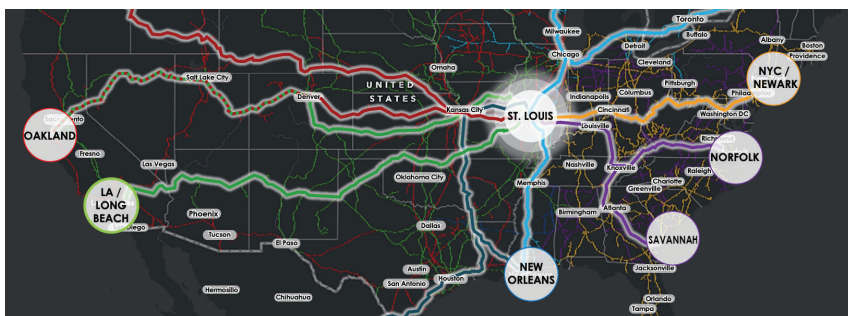 Toronto
Milwaukee
Buffalo
Albany
Boston
Detroit
Chicago
Providence
Cleveland
Omaha
NYC /
NEWARK
Salt Lake City
UNITED
STATES
Pittsburgh
Columbus
Indianapolis
Denver
Kansas City
Cincinnati
Washington DC
ST. LOUIS
OAKLAND
Louisville
Fresno
Las Vegas
Nashville
Knoxville
NORFOLK
Raleigh
Oklahoma City
Memphis
Charlotte
Greenville
LA /
LONG
BEACH
Phoenix
Birmingham
Atlanta
Dallas
Tucson
El Paso
SAVANNAH
Austin
NEW
ORLEANS
Jacksonville
Houston
San Antonio
Hermosillo
Chihuahua
Orlando
Tampa